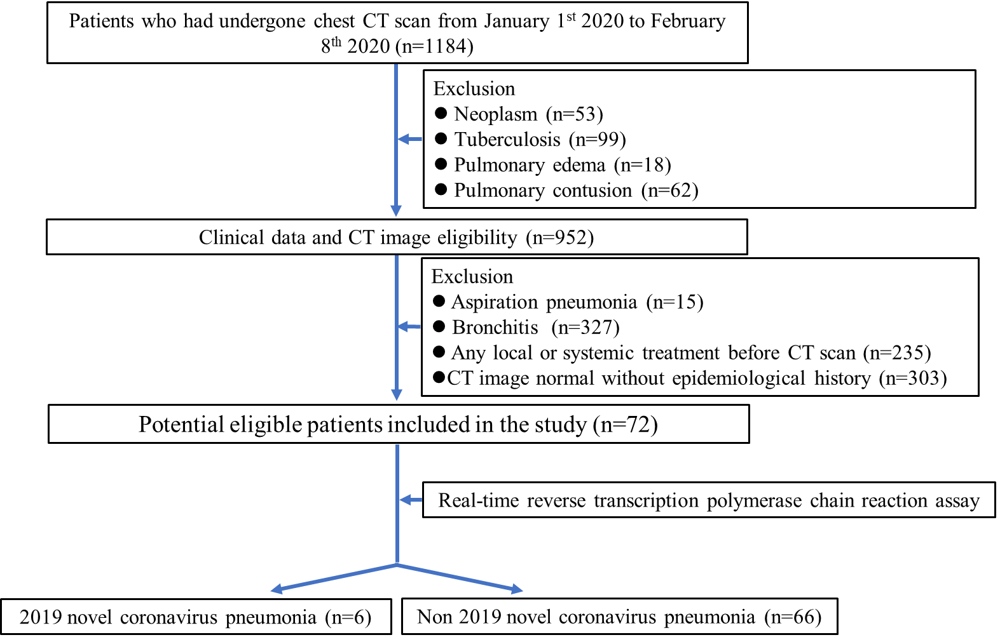 Patients who had undergone chest CT scan from January 1st 2020 to February
8th 2020 (n=1184)
Exclusion
● Neoplasm (n=53)
● Tuberculosis (n=99)
● Pulmonary edema (n=18)
● Pulmonary contusion (n=62)
Clinical data and CT image eligibility (n=952)
Exclusion
● Aspiration pneumonia (n=15)
● Bronchitis (n=327)
● Any local or systemic treatment before CT scan (n=235)
●CT image normal without epidemiological history (n=303)
Potential eligible patients included in the study (n=72)
Real-time reverse transcription polymerase chain reaction assay
2019 novel coronavirus pneumonia (n=6)
Non 2019 novel coronavirus pneumonia (n=66)